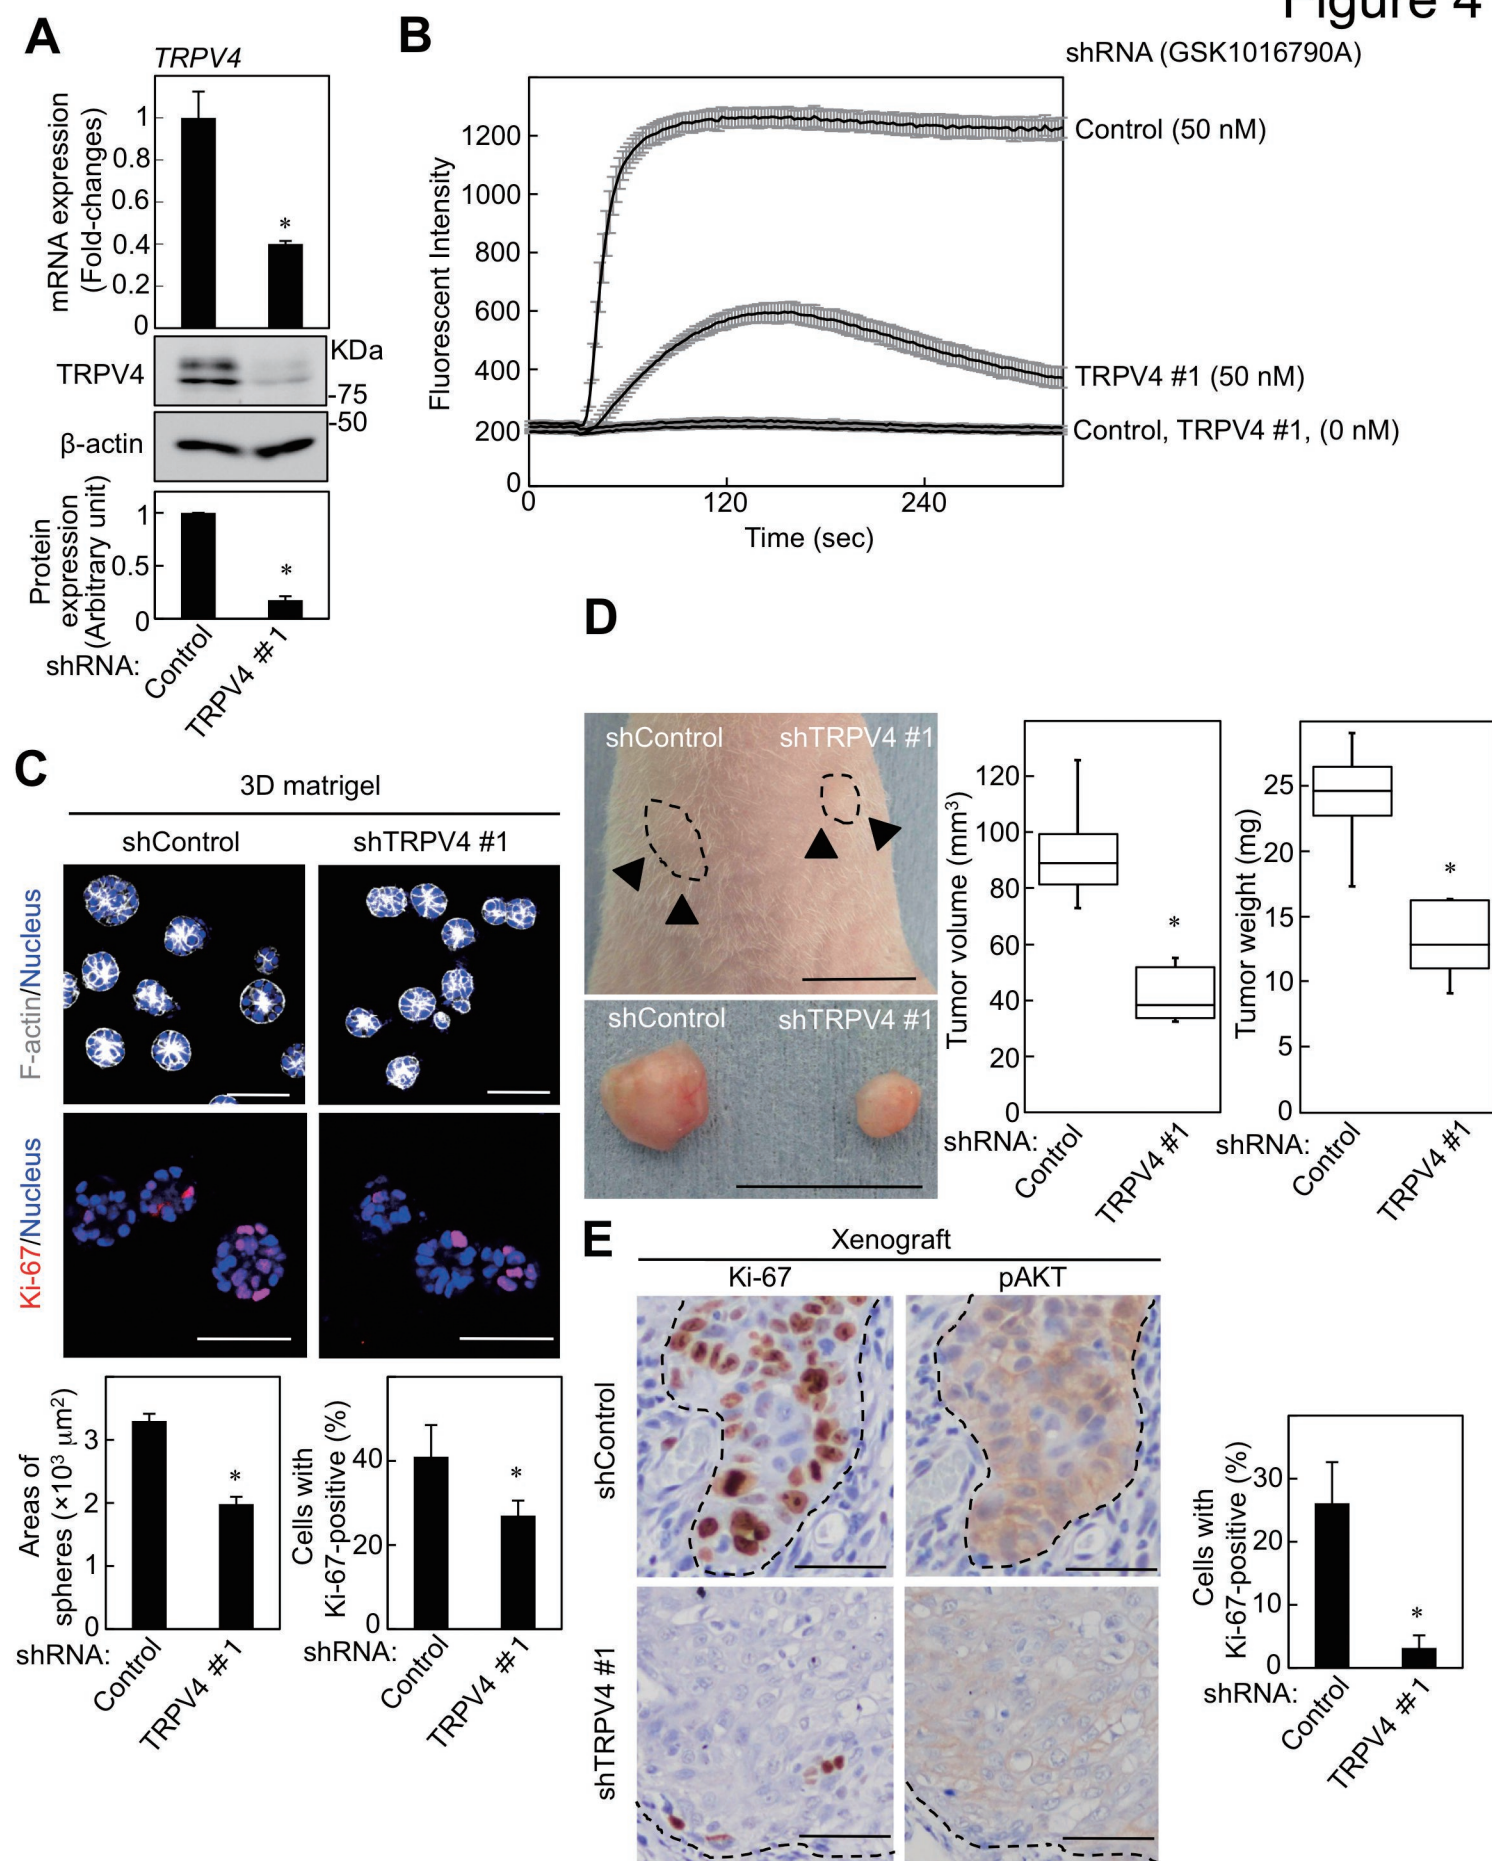 Figure 4
A
TRPV4
mRNA expression
(Fold-changes)
1
0.8
0.6
0.4
0.2
0
*
TRPV4
KDa
-75
-50
β-actin
Protein
expression
(Arbitrary unit)
1
0.5
0
*
shRNA:
Control
TRPV4 #1
B
shRNA (GSK1016790A)
Fluorescent Intensity
1200
1000
800
600
400
200
0
0
120
240
Time (sec)
Control (50 nM)
TRPV4 #1 (50 nM)
Control, TRPV4 #1, (0 nM)
C
3D matrigel
shControl
shTRPV4 #1
F-actin/Nucleus
Ki-67/Nucleus
Areas of
spheres (×10³ μm²)
3
2
1
0
*
shRNA:
Control
TRPV4 #1
Cells with
Ki-67-positive (%)
40
20
0
*
shRNA:
Control
TRPV4 #1
D
shControl
shTRPV4 #1
shControl
shTRPV4 #1
Tumor volume (mm³)
120
100
80
60
40
20
0
*
shRNA:
Control
TRPV4 #1
Tumor weight (mg)
25
20
15
10
5
0
*
shRNA:
Control
TRPV4 #1
E
Xenograft
Ki-67
pAKT
shControl
shTRPV4 #1
Cells with
Ki-67-positive (%)
30
20
10
0
*
shRNA:
Control
TRPV4 #1